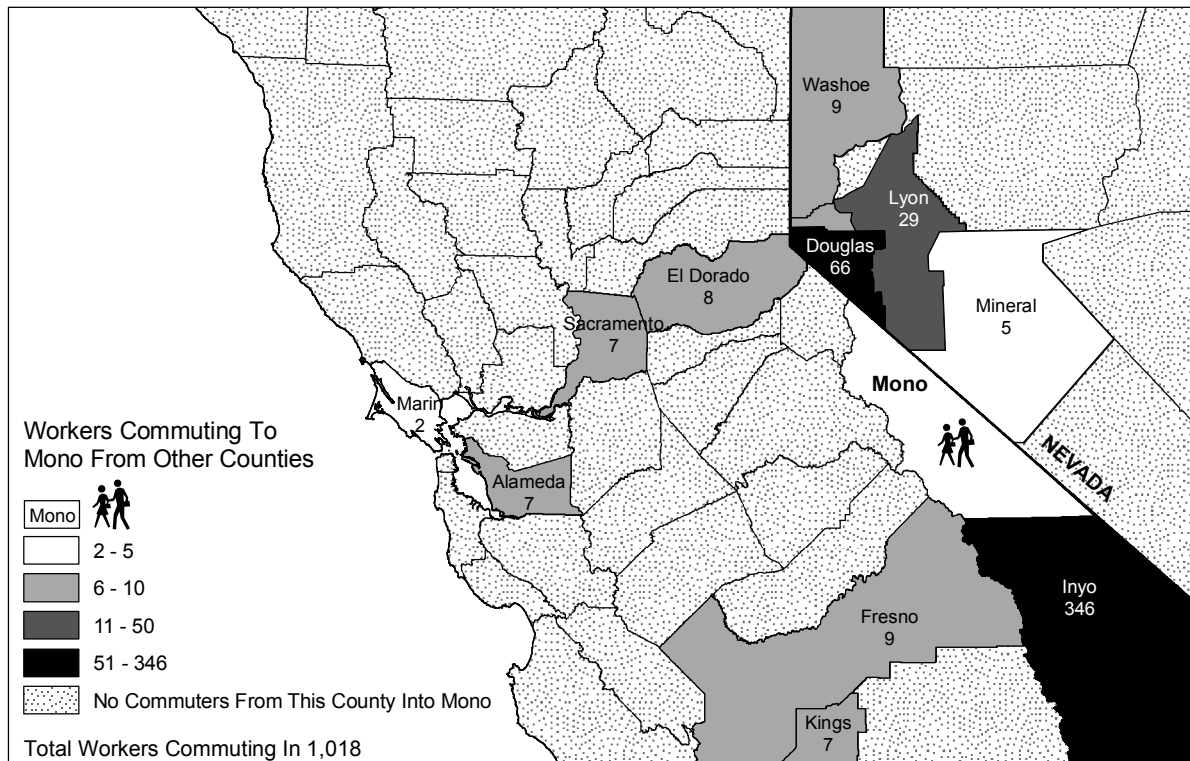 Washoe
9
Lyon
29
Douglas
66
El Dorado
8
Mineral
5
Sacramento
7
Mono
Marin
2
NEVADA
Alameda
7
Inyo
346
Fresno
9
Kings
7
Workers Commuting To
Mono From Other Counties
Mono
2 - 5
6 - 10
11 - 50
51 - 346
No Commuters From This County Into Mono
Total Workers Commuting In 1,018